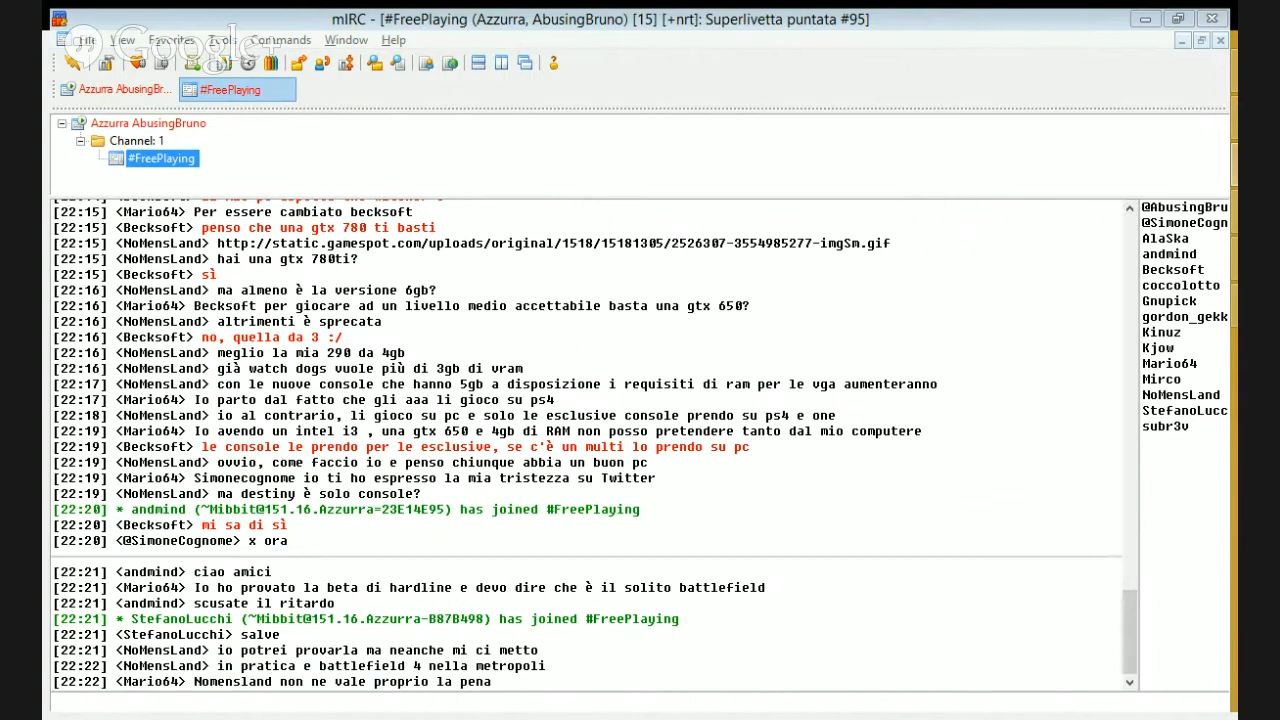 mIRC - [#FreePlaying (Azzurra, AbusingBruno) [15] [+nrt]: Superlivetta puntata #95]
File View Favorites Tools Commands Window Help
Google+
Azzurra AbusingBr... #FreePlaying
Azzurra AbusingBruno
Channel: 1
#FreePlaying
[22:15] <Mario64> Per essere cambiato becksoft
[22:15] <Becksoft> penso che una gtx 780 ti basti
[22:15] <NoMensLand> http://static.gamespot.com/uploads/original/1518/15181305/2526307-3554985277-imgSm.gif
[22:15] <NoMensLand> hai una gtx 780ti?
[22:15] <Becksoft> sì
[22:16] <NoMensLand> ma almeno è la versione 6gb?
[22:16] <Mario64> Becksoft per giocare ad un livello medio accettabile basta una gtx 650?
[22:16] <NoMensLand> altrimenti è sprecata
[22:16] <Becksoft> no, quella da 3 :/
[22:16] <NoMensLand> meglio la mia 290 da 4gb
[22:16] <NoMensLand> già watch dogs vuole più di 3gb di vram
[22:17] <NoMensLand> con le nuove console che hanno 5gb a disposizione i requisiti di ram per le vga aumenteranno
[22:17] <Mario64> Io parto dal fatto che gli aaa li gioco su ps4
[22:18] <NoMensLand> io al contrario, li gioco su pc e solo le esclusive console prendo su ps4 e one
[22:18] <Mario64> Io avendo un intel i3 , una gtx 650 e 4gb di RAM non posso pretendere tanto dal mio computere
[22:19] <Becksoft> le console le prendo per le esclusive, se c'è un multi lo prendo su pc
[22:19] <NoMensLand> ovvio, come faccio io e penso chiunque abbia un buon pc
[22:19] <Mario64> Simonecognome io ti ho espresso la mia tristezza su Twitter
[22:19] <NoMensLand> ma destiny è solo console?
[22:20] * andmind (~Mibbit@151.16.Azzurra=23E14E95) has joined #FreePlaying
[22:20] <Becksoft> mi sa di sì
[22:20] <@SimoneCognome> x ora
[22:21] <andmind> ciao amici
[22:21] <Mario64> Io ho provato la beta di hardline e devo dire che è il solito battlefield
[22:21] <andmind> scusate il ritardo
[22:21] * StefanoLucchi (~Mibbit@151.16.Azzurra-B87B498) has joined #FreePlaying
[22:21] <StefanoLucchi> salve
[22:21] <NoMensLand> io potrei provarla ma neanche mi ci metto
[22:22] <NoMensLand> in pratica e battlefield 4 nella metropoli
[22:22] <Mario64> Nomensland non ne vale proprio la pena
@AbusingBru
@SimoneCogn
AlaSka
andmind
Becksoft
coccolotto
Gnupick
gordon_gekk
Kinuz
Kjow
Mario64
Mirco
NoMensLand
StefanoLucc
subr3v